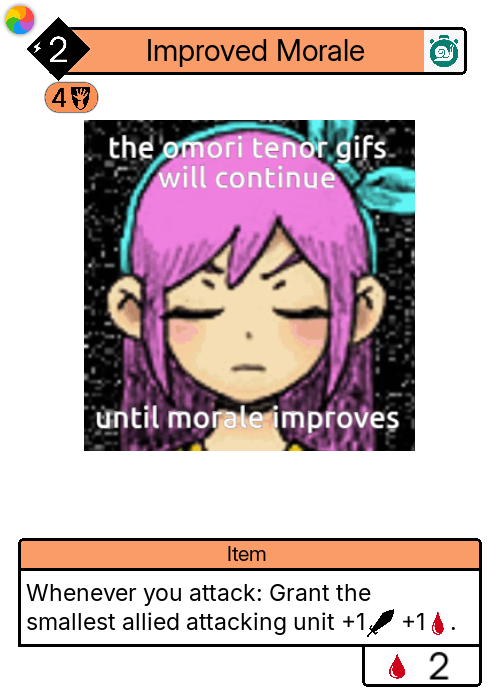 2
Improved Morale
4
the omori tenor gifs
will continue
until morale improves
Item
Whenever you attack: Grant the
smallest allied attacking unit +1 +1 .
2